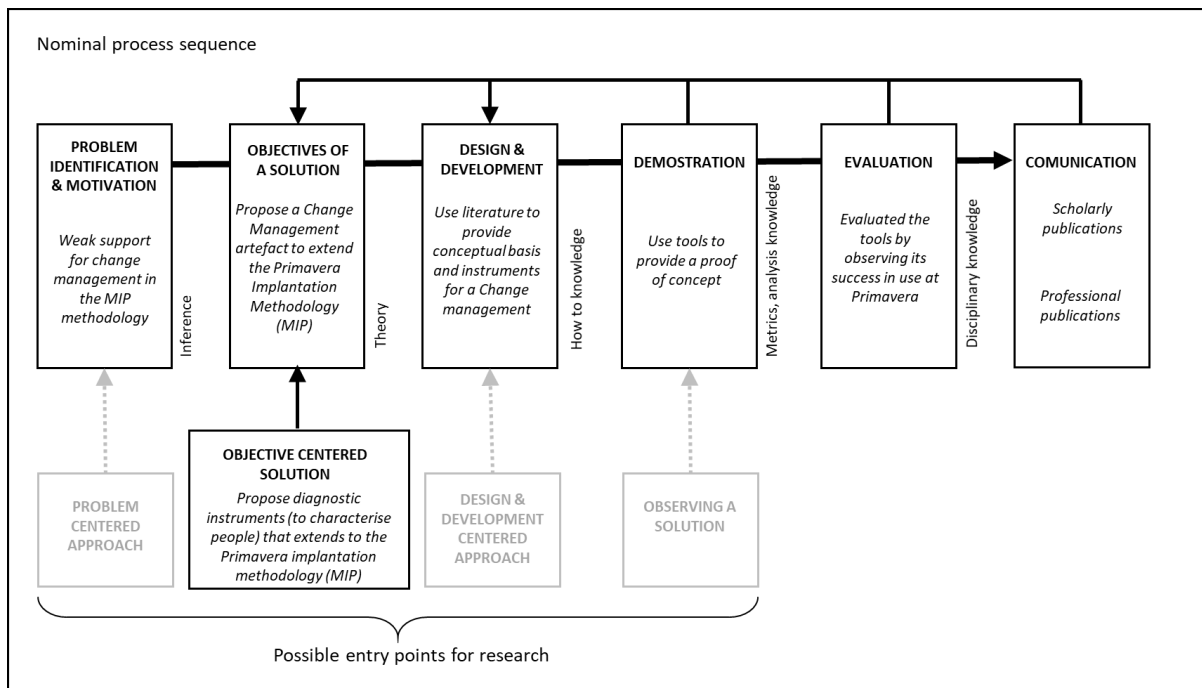 Nominal process sequence
PROBLEM
IDENTIFICATION
& MOTIVATION
Weak support
for change
management in
the MIP
methodology
Inference
OBJECTIVES OF
A SOLUTION
Propose a Change
Management
artefact to extend
the Primavera
Implantation
Methodology
(MIP)
Theory
DESIGN &
DEVELOPMENT
Use literature to
provide
conceptual basis
and instruments
for a Change
management
How to knowledge
DEMOSTRATION
Use tools to
provide a proof of
concept
Metrics, analysis knowledge
EVALUATION
Evaluated the
tools by
observing its
success in use at
Primavera
Disciplinary knowledge
COMUNICATION
Scholarly
publications
Professional
publications
PROBLEM
CENTERED
APPROACH
OBJECTIVE CENTERED
SOLUTION
Propose diagnostic
instruments (to characterise
people) that extends to the
Primavera implantation
methodology (MIP)
DESIGN &
DEVELOPMENT
CENTERED
APPROACH
OBSERVING A
SOLUTION
Possible entry points for research